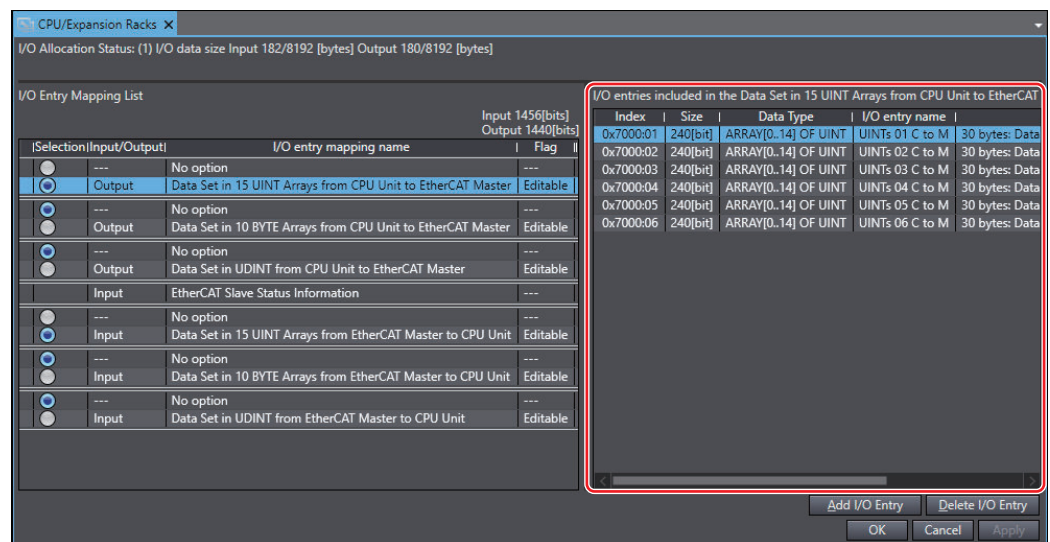 CPU/Expansion Racks
I/O Allocation Status: (1) I/O data size Input 182/8192 [bytes] Output 180/8192 [bytes]
I/O Entry Mapping List
Input 1456[bits]
Output 1440[bits]
Selection Input/Output I/O entry mapping name Flag
--- No option ---
Output Data Set in 15 UINT Arrays from CPU Unit to EtherCAT Master Editable
--- No option ---
Output Data Set in 10 BYTE Arrays from CPU Unit to EtherCAT Master Editable
--- No option ---
Output Data Set in UDINT from CPU Unit to EtherCAT Master Editable
Input EtherCAT Slave Status Information ---
--- No option ---
Input Data Set in 15 UINT Arrays from EtherCAT Master to CPU Unit Editable
--- No option ---
Input Data Set in 10 BYTE Arrays from EtherCAT Master to CPU Unit Editable
--- No option ---
Input Data Set in UDINT from EtherCAT Master to CPU Unit Editable
I/O entries included in the Data Set in 15 UINT Arrays from CPU Unit to EtherCAT
Index Size Data Type I/O entry name
0x7000:01 240[bit] ARRAY[0..14] OF UINT UINTs 01 C to M 30 bytes: Data
0x7000:02 240[bit] ARRAY[0..14] OF UINT UINTs 02 C to M 30 bytes: Data
0x7000:03 240[bit] ARRAY[0..14] OF UINT UINTs 03 C to M 30 bytes: Data
0x7000:04 240[bit] ARRAY[0..14] OF UINT UINTs 04 C to M 30 bytes: Data
0x7000:05 240[bit] ARRAY[0..14] OF UINT UINTs 05 C to M 30 bytes: Data
0x7000:06 240[bit] ARRAY[0..14] OF UINT UINTs 06 C to M 30 bytes: Data
Add I/O Entry Delete I/O Entry
OK Cancel Apply